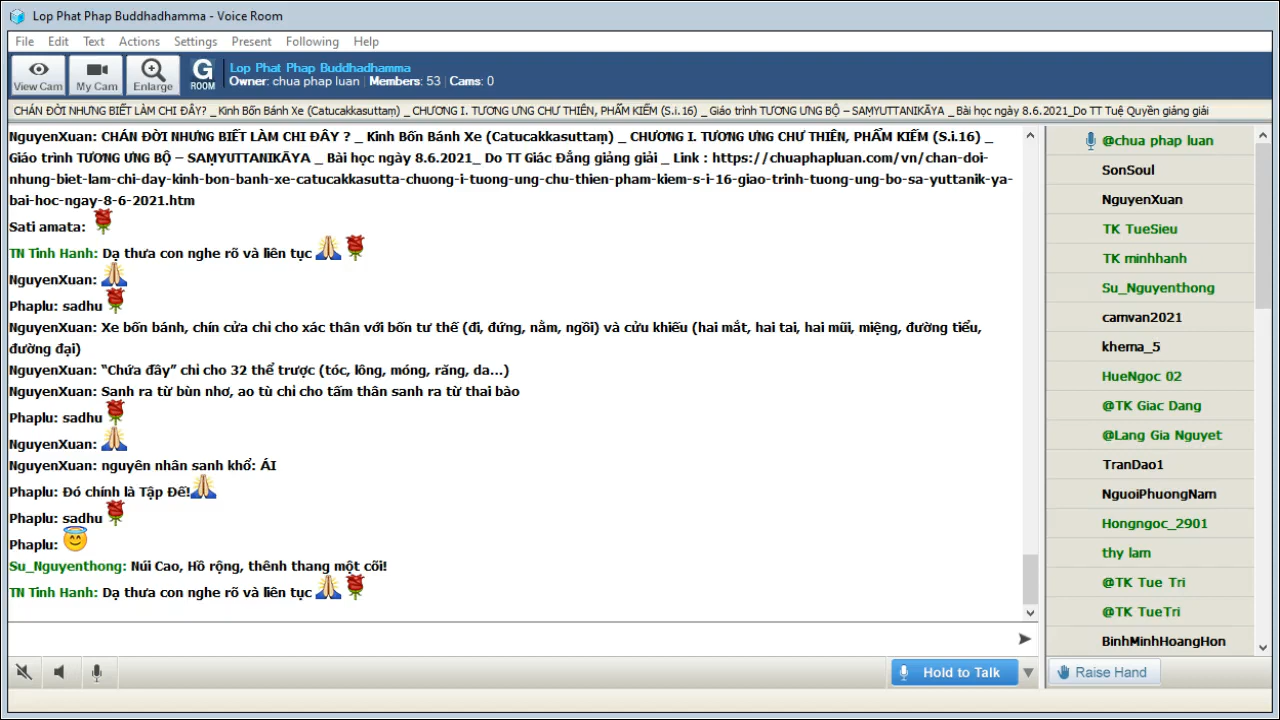 Lop Phat Phap Buddhadhamma - Voice Room
File Edit Text Actions Settings Present Following Help
View Cam My Cam Enlarge G ROOM
Lop Phat Phap Buddhadhamma
Owner: chua phap luan Members: 53 Cams: 0
CHÁN ĐỜI NHƯNG BIẾT LÀM CHI ĐÂY? _ Kinh Bốn Bánh Xe (Catucakkasuttaṃ) _ CHƯƠNG I. TƯƠNG ƯNG CHƯ THIÊN, PHẨM KIẾM (S.i.16) _ Giáo trình TƯƠNG ƯNG BỘ – SAṂYUTTANIKĀYA _ Bài học ngày 8.6.2021_Do TT Tuệ Quyền giảng giải
NguyenXuan: CHÁN ĐỜI NHƯNG BIẾT LÀM CHI ĐÂY ? _ Kinh Bốn Bánh Xe (Catucakkasuttaṃ) _ CHƯƠNG I. TƯƠNG ƯNG CHƯ THIÊN, PHẨM KIẾM (S.i.16) _
Giáo trình TƯƠNG ƯNG BỘ – SAṂYUTTANIKĀYA _ Bài học ngày 8.6.2021_ Do TT Giác Đẳng giảng giải _ Link : https://chuaphapluan.com/vn/chan-doi-
nhung-biet-lam-chi-day-kinh-bon-banh-xe-catucakkasutta-chuong-i-tuong-ung-chu-thien-pham-kiem-s-i-16-giao-trinh-tuong-ung-bo-sa-yuttanik-ya-
bai-hoc-ngay-8-6-2021.htm
Sati amata:
TN Tinh Hanh: Dạ thưa con nghe rõ và liên tục
NguyenXuan:
Phaplu: sadhu
NguyenXuan: Xe bốn bánh, chín cửa chỉ cho xác thân với bốn tư thế (đi, đứng, nằm, ngồi) và cửu khiếu (hai mắt, hai tai, hai mũi, miệng, đường tiểu,
đường đại)
NguyenXuan: “Chứa đầy” chỉ cho 32 thể trược (tóc, lông, móng, răng, da...)
NguyenXuan: Sanh ra từ bùn nhơ, ao tù chỉ cho tấm thân sanh ra từ thai bào
Phaplu: sadhu
NguyenXuan:
NguyenXuan: nguyên nhân sanh khổ: ÁI
Phaplu: Đó chính là Tập Đế!
Phaplu: sadhu
Phaplu:
Su_Nguyenthong: Núi Cao, Hồ rộng, thênh thang một cõi!
TN Tinh Hanh: Dạ thưa con nghe rõ và liên tục
@chua phap luan
SonSoul
NguyenXuan
TK TueSieu
TK minhhanh
Su_Nguyenthong
camvan2021
khema_5
HueNgoc 02
@TK Giac Dang
@Lang Gia Nguyet
TranDao1
NguoiPhuongNam
Hongngoc_2901
thy lam
@TK Tue Tri
@TK TueTri
BinhMinhHoangHon
Hold to Talk
Raise Hand